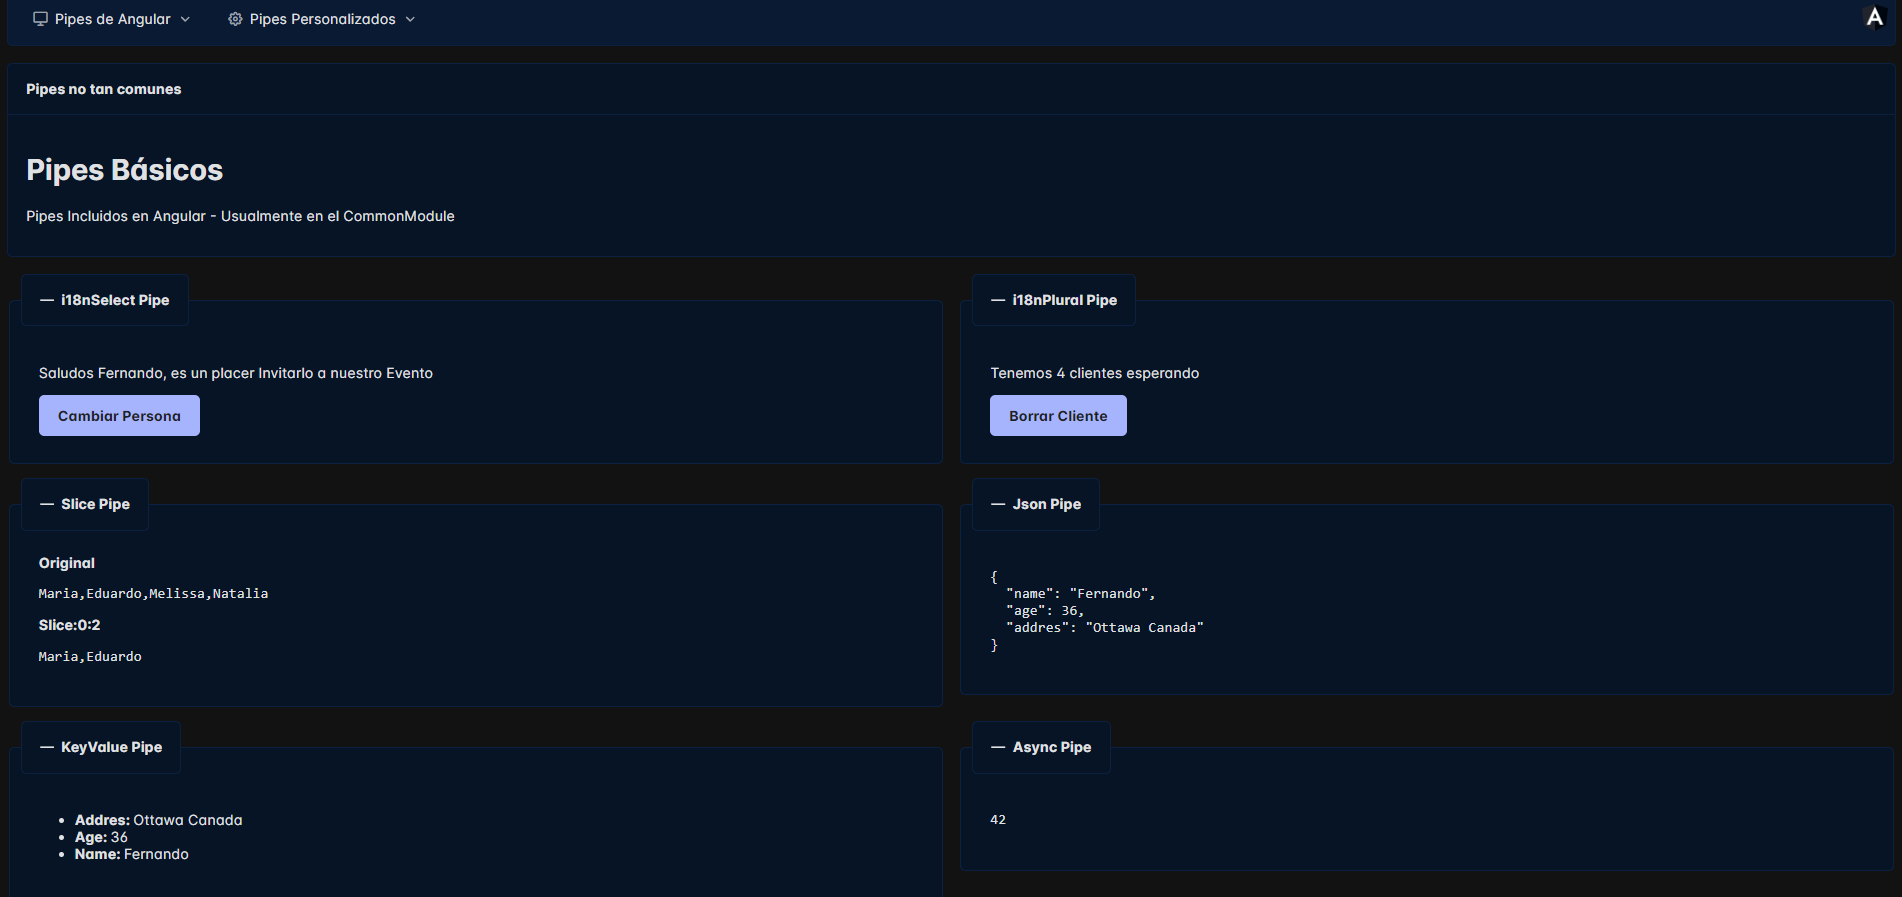 Pipes de Angular
Pipes Personalizados
Pipes no tan comunes
Pipes Básicos
Pipes Incluidos en Angular - Usualmente en el CommonModule
— i18nSelect Pipe
Saludos Fernando, es un placer Invitarlo a nuestro Evento
Cambiar Persona
— i18nPlural Pipe
Tenemos 4 clientes esperando
Borrar Cliente
— Slice Pipe
Original
Maria,Eduardo,Melissa,Natalia
Slice:0:2
Maria,Eduardo
— Json Pipe
{
"name": "Fernando",
"age": 36,
"addres": "Ottawa Canada"
}
— KeyValue Pipe
• Addres: Ottawa Canada
• Age: 36
• Name: Fernando
— Async Pipe
42